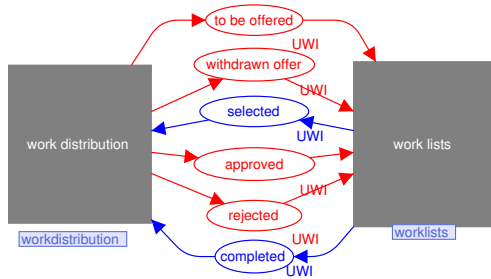 to be offered
UWI
withdrawn offer
UWI
selected
UWI
work distribution
work lists
approved
UWI
rejected
UWI
workdistribution
worklists
completed
UWI